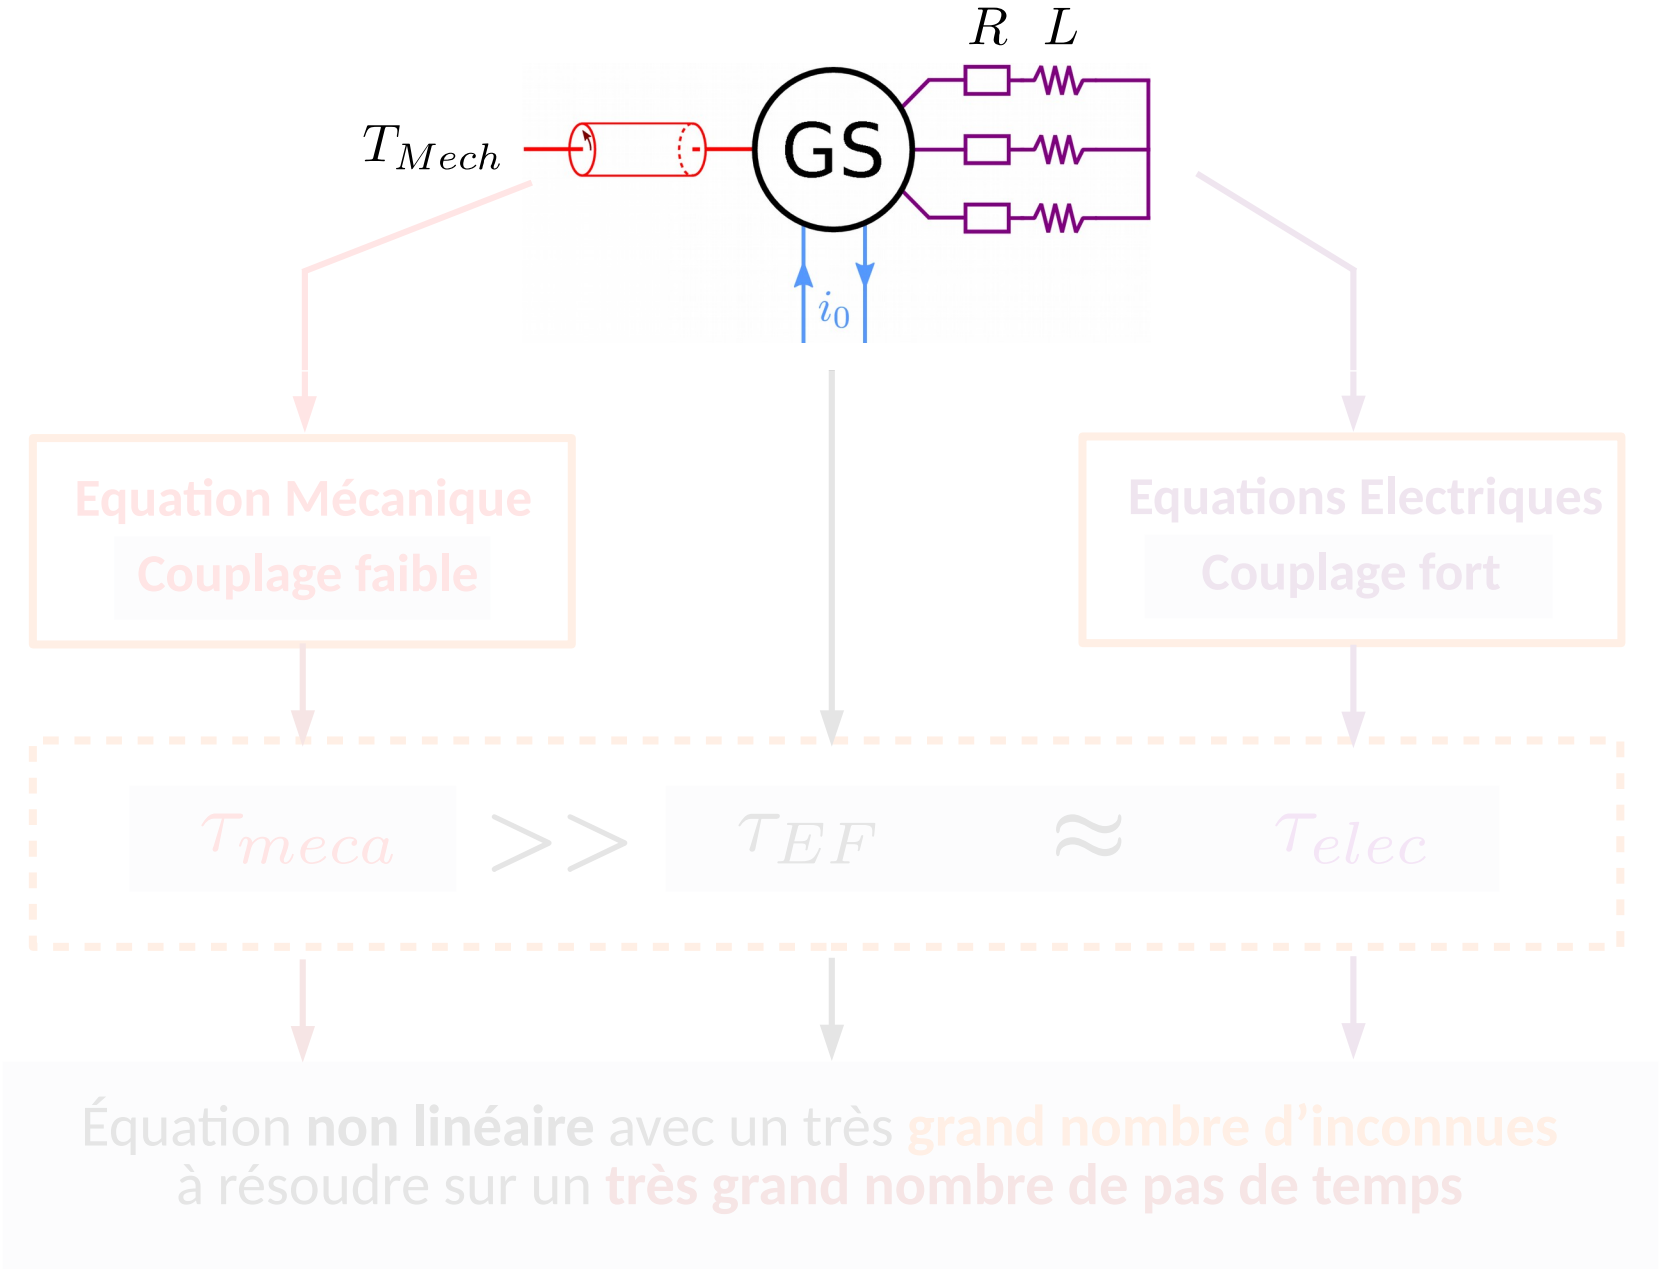 R L
T_Mech
GS
i_0
Equation Mécanique
Couplage faible
Equations Electriques
Couplage fort
τ_meca >> τ_EF ≈ τ_elec
Équation non linéaire avec un très grand nombre d’inconnues
à résoudre sur un très grand nombre de pas de temps